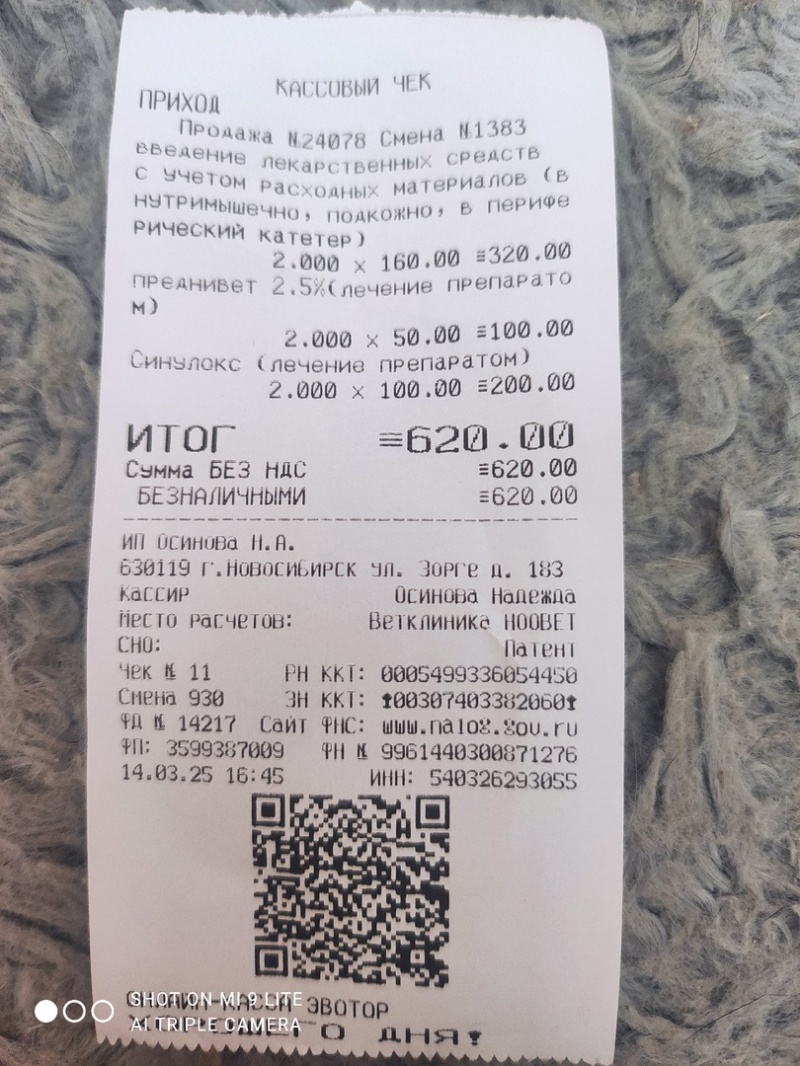 КАССОВЫЙ ЧЕК
ПРИХОД
Продажа №24078 Смена №1383
введение лекарственных средств
с учетом расходных материалов (в
нутримышечно, подкожно, в перифе
рический катетер)
2.000 x 160.00 ≡320.00
преднивет 2.5%(лечение препарато
м)
2.000 x 50.00 ≡100.00
Синулокс (лечение препаратом)
2.000 x 100.00 ≡200.00
ИТОГ ≡620.00
Сумма БЕЗ НДС ≡620.00
БЕЗНАЛИЧНЫМИ ≡620.00
ИП Осинова Н.А.
630119 г.Новосибирск ул. Зорге д. 183
Кассир Осинова Надежда
Место расчетов: Ветклиника НООВЕТ
СНО: Патент
Чек № 11 РН ККТ: 0005499336054450
Смена 930 ЗН ККТ: 00307403382060
ФД № 14217 Сайт ФНС: www.nalog.gov.ru
ФП: 3599387009 ФН № 9961440300871276
14.03.25 16:45 ИНН: 540326293055
КАССА ЭВОТОР
ДНЯ!
SHOT ON MI 9 LITE
AI TRIPLE CAMERA